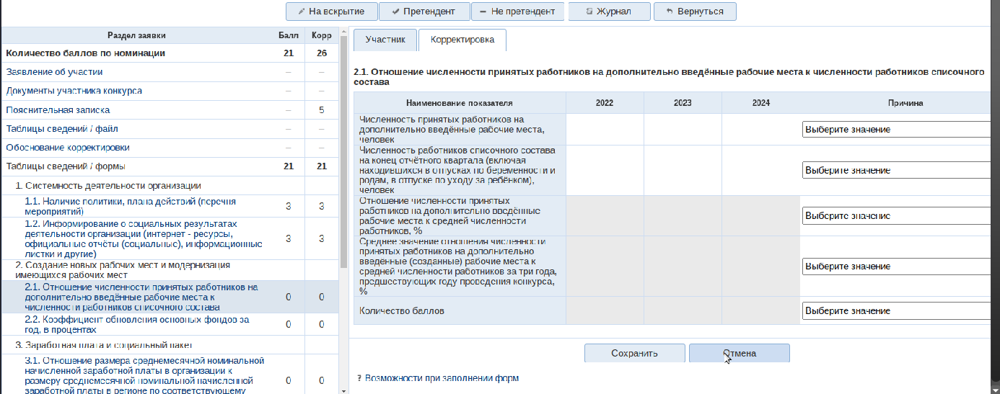 На вскрытие
Претендент
Не претендент
Журнал
Вернуться
Раздел заявки Балл Корр
Количество баллов по номинации 21 26
Заявление об участии – –
Документы участника конкурса – –
Пояснительная записка – 5
Таблицы сведений / файл – –
Обоснование корректировки – –
Таблицы сведений / формы 21 21
1. Системность деятельности организации
1.1. Наличие политики, плана действий (перечня
мероприятий) 3 3
1.2. Информирование о социальных результатах
деятельности организации (интернет - ресурсы,
официальные отчёты (социальные), информационные
листки и другие) 3 3
2. Создание новых рабочих мест и модернизация
имеющихся рабочих мест
2.1. Отношение численности принятых работников на
дополнительно введённые рабочие места к
численности работников списочного состава 0 0
2.2. Коэффициент обновления основных фондов за
год, в процентах 0 0
3. Заработная плата и социальный пакет
3.1. Отношение размера среднемесячной номинальной
начисленной заработной платы в организации к
размеру среднемесячной номинальной начисленной
заработной платы в регионе по соответствующему 0 0
Участник
Корректировка
2.1. Отношение численности принятых работников на дополнительно введённые рабочие места к численности работников списочного
состава
Наименование показателя 2022 2023 2024 Причина
Численность принятых работников на
дополнительно введённые рабочие места,
человек
Выберите значение
Численность работников списочного состава
на конец отчётного квартала (включая
находившихся в отпусках по беременности и
родам, в отпуске по уходу за ребёнком),
человек
Выберите значение
Отношение численности принятых
работников на дополнительно введённые
рабочие места к средней численности
работников, %
Выберите значение
Среднее значение отношения численности
принятых работников на дополнительно
введённые (созданные) рабочие места к
средней численности работников за три года,
предшествующих году проведения конкурса,
%
Выберите значение
Количество баллов
Выберите значение
Сохранить
Отмена
? Возможности при заполнении форм